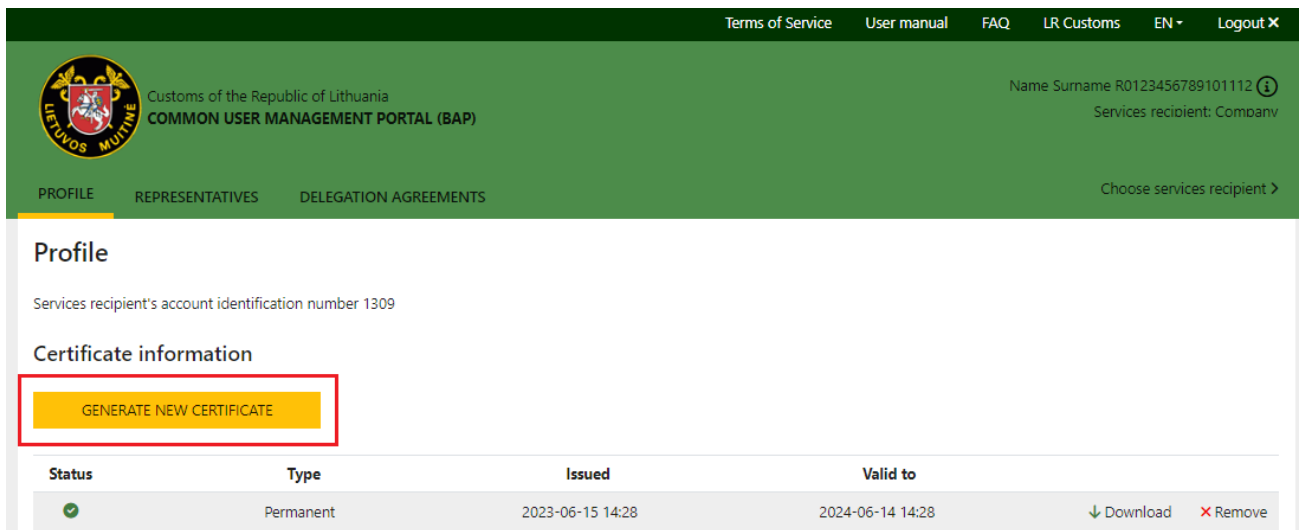 Terms of Service User manual FAQ LR Customs EN Logout
LIETUVOS MUITINĖ
Customs of the Republic of Lithuania
COMMON USER MANAGEMENT PORTAL (BAP)
Name Surname R0123456789101112
Services recipient: Company
PROFILE REPRESENTATIVES DELEGATION AGREEMENTS
Choose services recipient
Profile
Services recipient's account identification number 1309
Certificate information
GENERATE NEW CERTIFICATE
Status Type Issued Valid to
Permanent 2023-06-15 14:28 2024-06-14 14:28 Download Remove